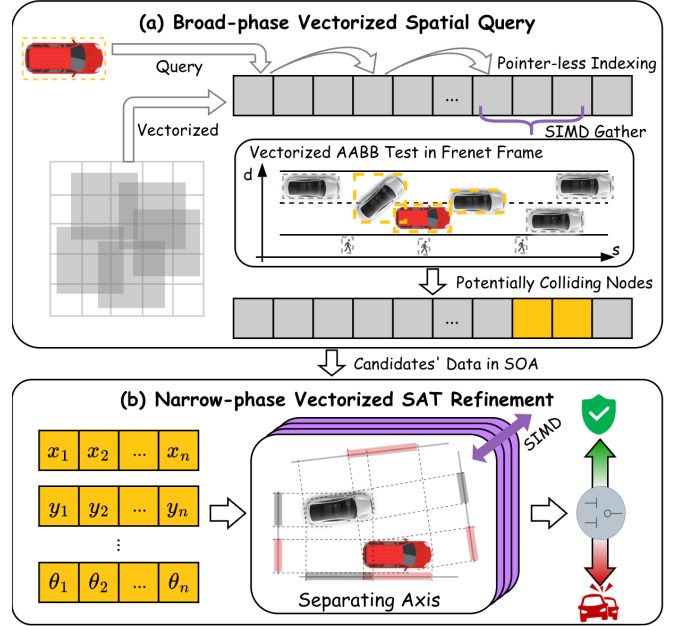 (a) Broad-phase Vectorized Spatial Query
Query
Pointer-less Indexing
...
Vectorized
SIMD Gather
Vectorized AABB Test in Frenet Frame
d
s
Potentially Colliding Nodes
...
Candidates' Data in SOA
(b) Narrow-phase Vectorized SAT Refinement
x₁ x₂ ... xₙ
y₁ y₂ ... yₙ
⋮
θ₁ θ₂ ... θₙ
SIMD
Separating Axis